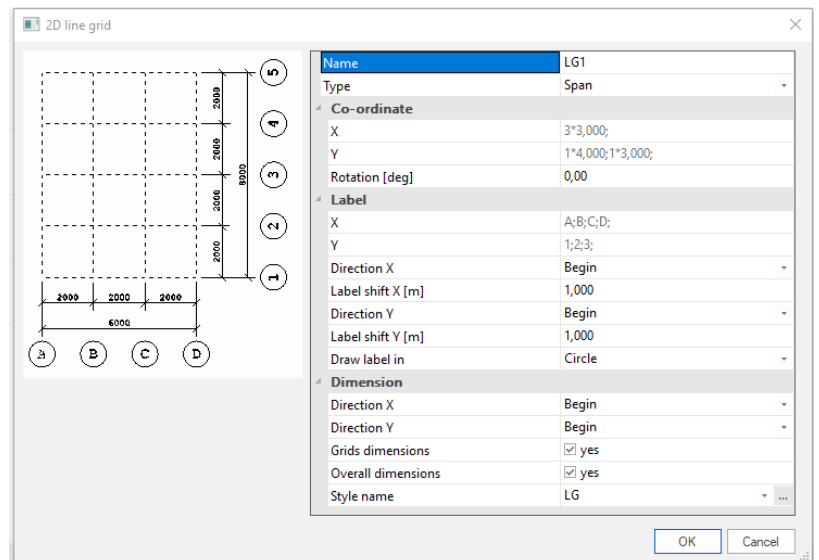 2D line grid
5
2000
4
2000
8000
3
2000
2
2000
1
2000 2000 2000
6000
A B C D
Name LG1
Type Span
Co-ordinate
X 3*3,000;
Y 1*4,000;1*3,000;
Rotation [deg] 0,00
Label
X A;B;C;D;
Y 1;2;3;
Direction X Begin
Label shift X [m] 1,000
Direction Y Begin
Label shift Y [m] 1,000
Draw label in Circle
Dimension
Direction X Begin
Direction Y Begin
Grids dimensions yes
Overall dimensions yes
Style name LG ...
OK Cancel